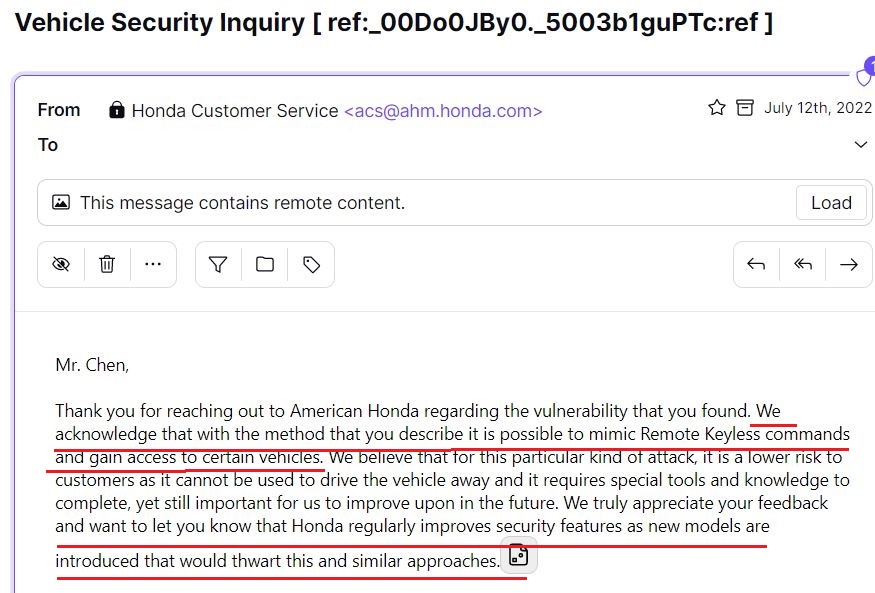 Vehicle Security Inquiry [ ref:_00Do0JBy0._5003b1guPTc:ref ]
From Honda Customer Service <acs@ahm.honda.com> July 12th, 2022
To
This message contains remote content. Load
Mr. Chen,
Thank you for reaching out to American Honda regarding the vulnerability that you found. We
acknowledge that with the method that you describe it is possible to mimic Remote Keyless commands
and gain access to certain vehicles. We believe that for this particular kind of attack, it is a lower risk to
customers as it cannot be used to drive the vehicle away and it requires special tools and knowledge to
complete, yet still important for us to improve upon in the future. We truly appreciate your feedback
and want to let you know that Honda regularly improves security features as new models are
introduced that would thwart this and similar approaches.